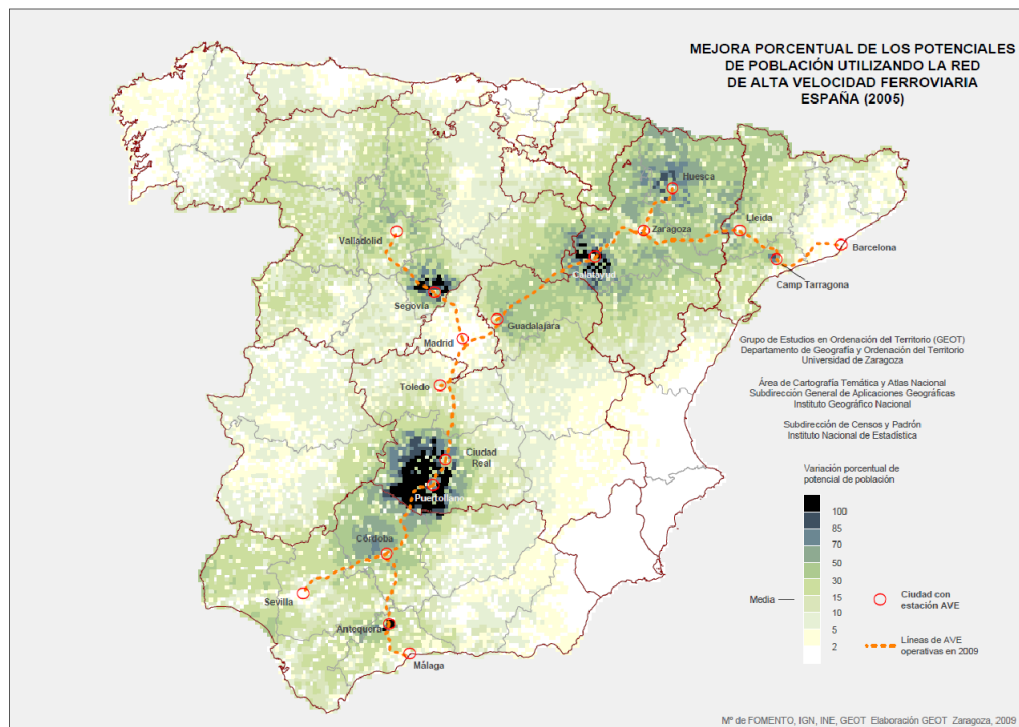 MEJORA PORCENTUAL DE LOS POTENCIALES
DE POBLACIÓN UTILIZANDO LA RED
DE ALTA VELOCIDAD FERROVIARIA
ESPAÑA (2005)
Huesca
Valladolid
Zaragoza
Lleida
Barcelona
Calatayud
Camp Tarragona
Segovia
Guadalajara
Madrid
Toledo
Ciudad
Real
Puertollano
Córdoba
Sevilla
Antequera
Málaga
Grupo de Estudios en Ordenación del Territorio (GEOT)
Departamento de Geografía y Ordenación del Territorio
Universidad de Zaragoza
Área de Cartografía Temática y Atlas Nacional
Subdirección General de Aplicaciones Geográficas
Instituto Geográfico Nacional
Subdirección de Censos y Padrón
Instituto Nacional de Estadística
Variación porcentual de
potencial de población
100
85
70
50
30
15
10
5
2
Media
Ciudad con
estación AVE
Líneas de AVE
operativas en 2009
Mº de FOMENTO, IGN, INE, GEOT Elaboración GEOT Zaragoza, 2009